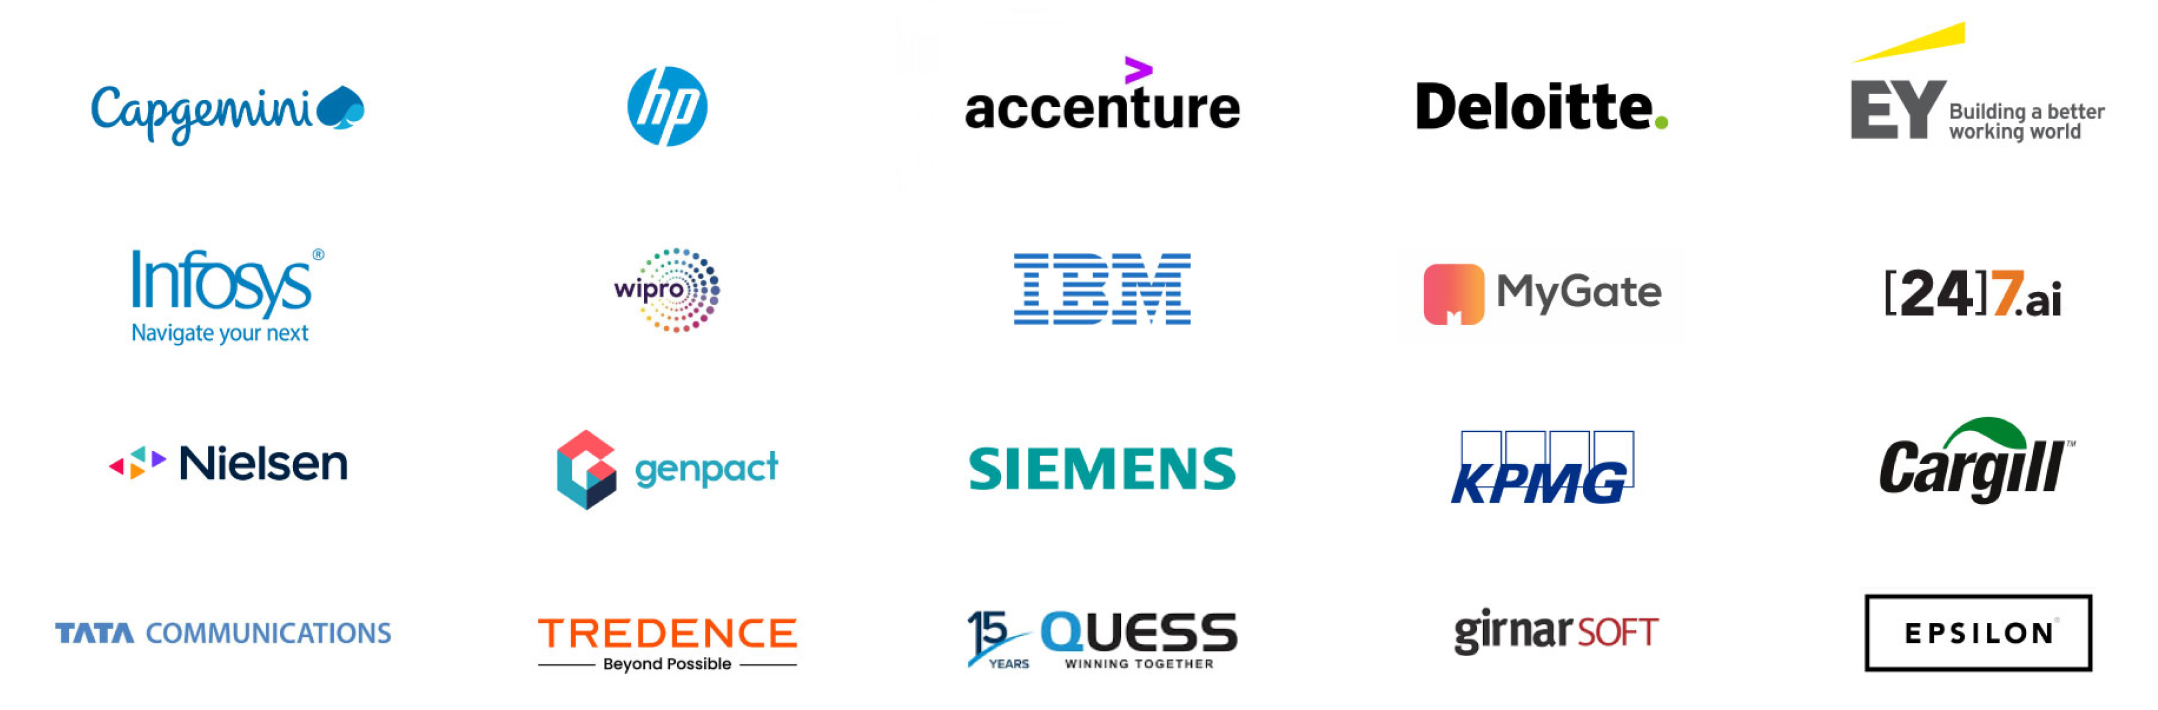 Capgemini
hp
accenture
Deloitte.
EY Building a better
working world
Infosys®
Navigate your next
wipro
IBM
MyGate
[24]7.ai
Nielsen
genpact
SIEMENS
KPMG
Cargill™
TATA COMMUNICATIONS
TREDENCE
Beyond Possible
15 YEARS
QUESS
WINNING TOGETHER
girnarSOFT
EPSILON®